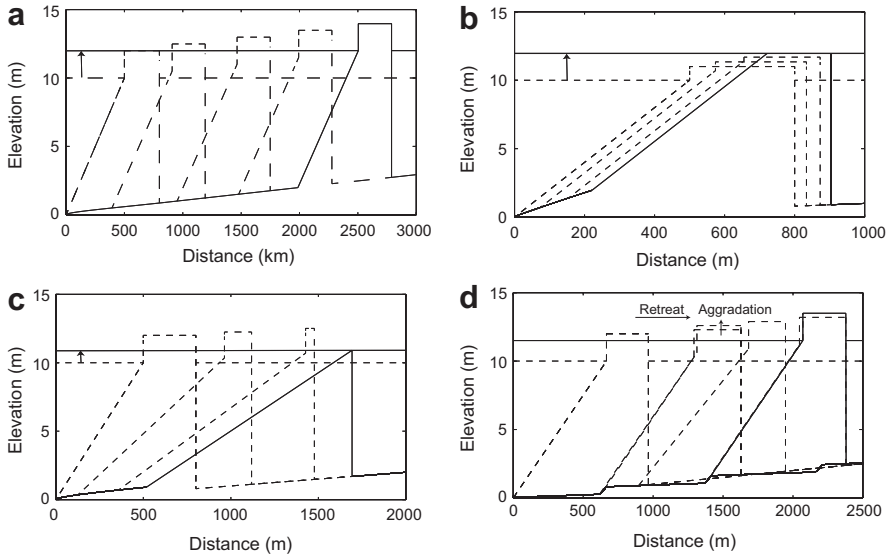 a
15
10
5
0
Elevation (m)
0 500 1000 1500 2000 2500 3000
Distance (km)
b
15
10
5
0
Elevation (m)
0 200 400 600 800 1000
Distance (m)
c
15
10
5
0
Elevation (m)
0 500 1000 1500 2000
Distance (m)
d
Retreat Aggradation
15
10
5
0
Elevation (m)
0 500 1000 1500 2000 2500
Distance (m)